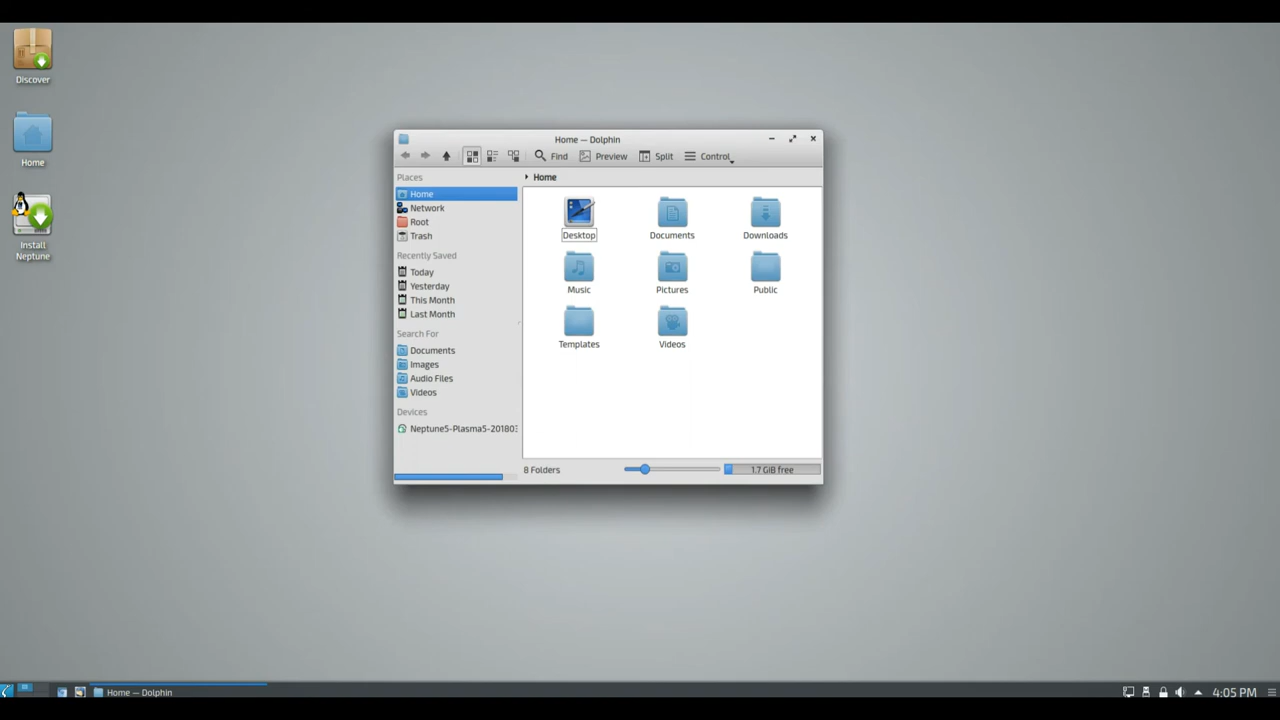 Discover
Home
Install
Neptune
Home — Dolphin
Find
Preview
Split
Control
Places
Home
Network
Root
Trash
Recently Saved
Today
Yesterday
This Month
Last Month
Search For
Documents
Images
Audio Files
Videos
Devices
Neptune5-Plasma5-20180
Home
Desktop
Documents
Downloads
Music
Pictures
Public
Templates
Videos
8 Folders
1.7 GiB free
Home — Dolphin
4:05 PM